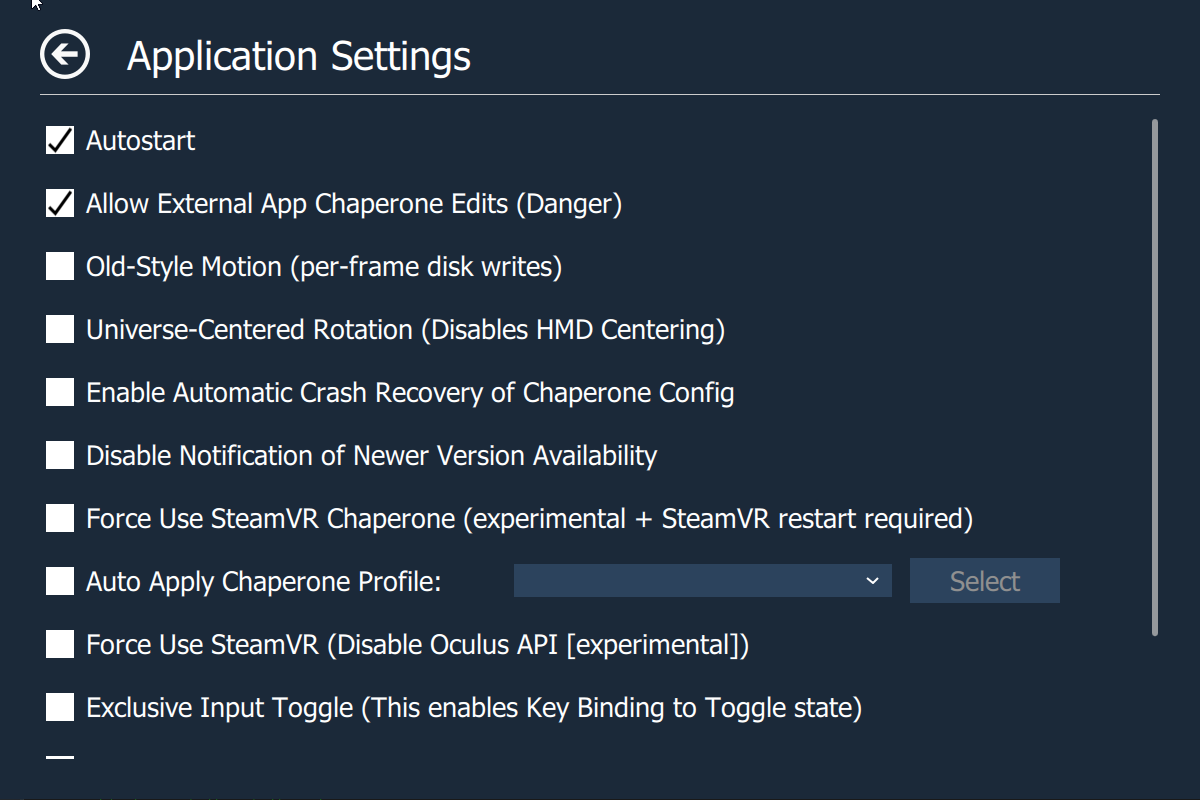 Application Settings
Autostart
Allow External App Chaperone Edits (Danger)
Old-Style Motion (per-frame disk writes)
Universe-Centered Rotation (Disables HMD Centering)
Enable Automatic Crash Recovery of Chaperone Config
Disable Notification of Newer Version Availability
Force Use SteamVR Chaperone (experimental + SteamVR restart required)
Auto Apply Chaperone Profile: Select
Force Use SteamVR (Disable Oculus API [experimental])
Exclusive Input Toggle (This enables Key Binding to Toggle state)